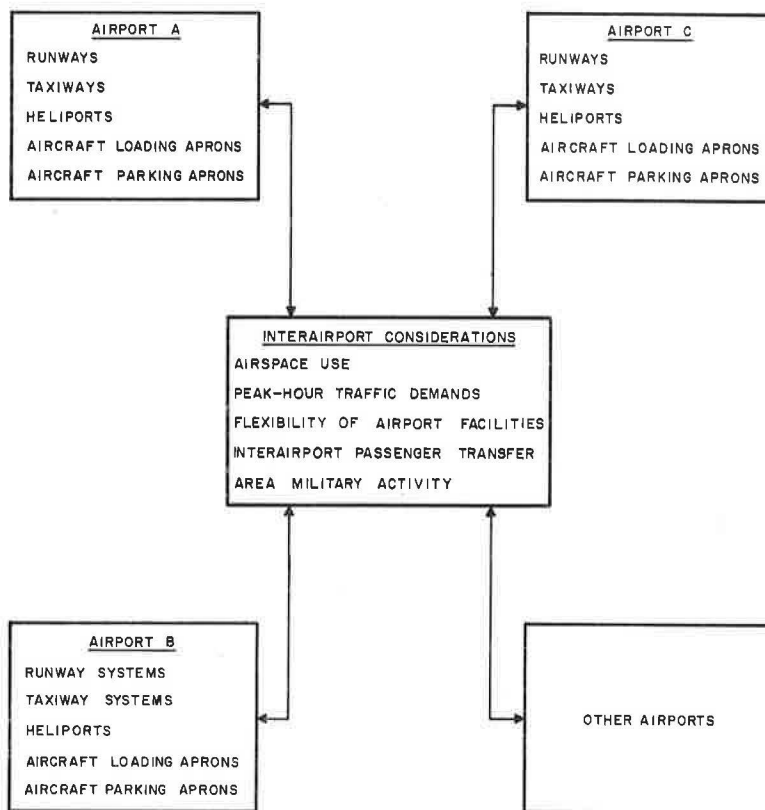 AIRPORT A
RUNWAYS
TAXIWAYS
HELIPORTS
AIRCRAFT LOADING APRONS
AIRCRAFT PARKING APRONS
AIRPORT C
RUNWAYS
TAXIWAYS
HELIPORTS
AIRCRAFT LOADING APRONS
AIRCRAFT PARKING APRONS
INTERAIRPORT CONSIDERATIONS
AIRSPACE USE
PEAK-HOUR TRAFFIC DEMANDS
FLEXIBILITY OF AIRPORT FACILITIES
INTERAIRPORT PASSENGER TRANSFER
AREA MILITARY ACTIVITY
AIRPORT B
RUNWAY SYSTEMS
TAXIWAY SYSTEMS
HELIPORTS
AIRCRAFT LOADING APRONS
AIRCRAFT PARKING APRONS
OTHER AIRPORTS